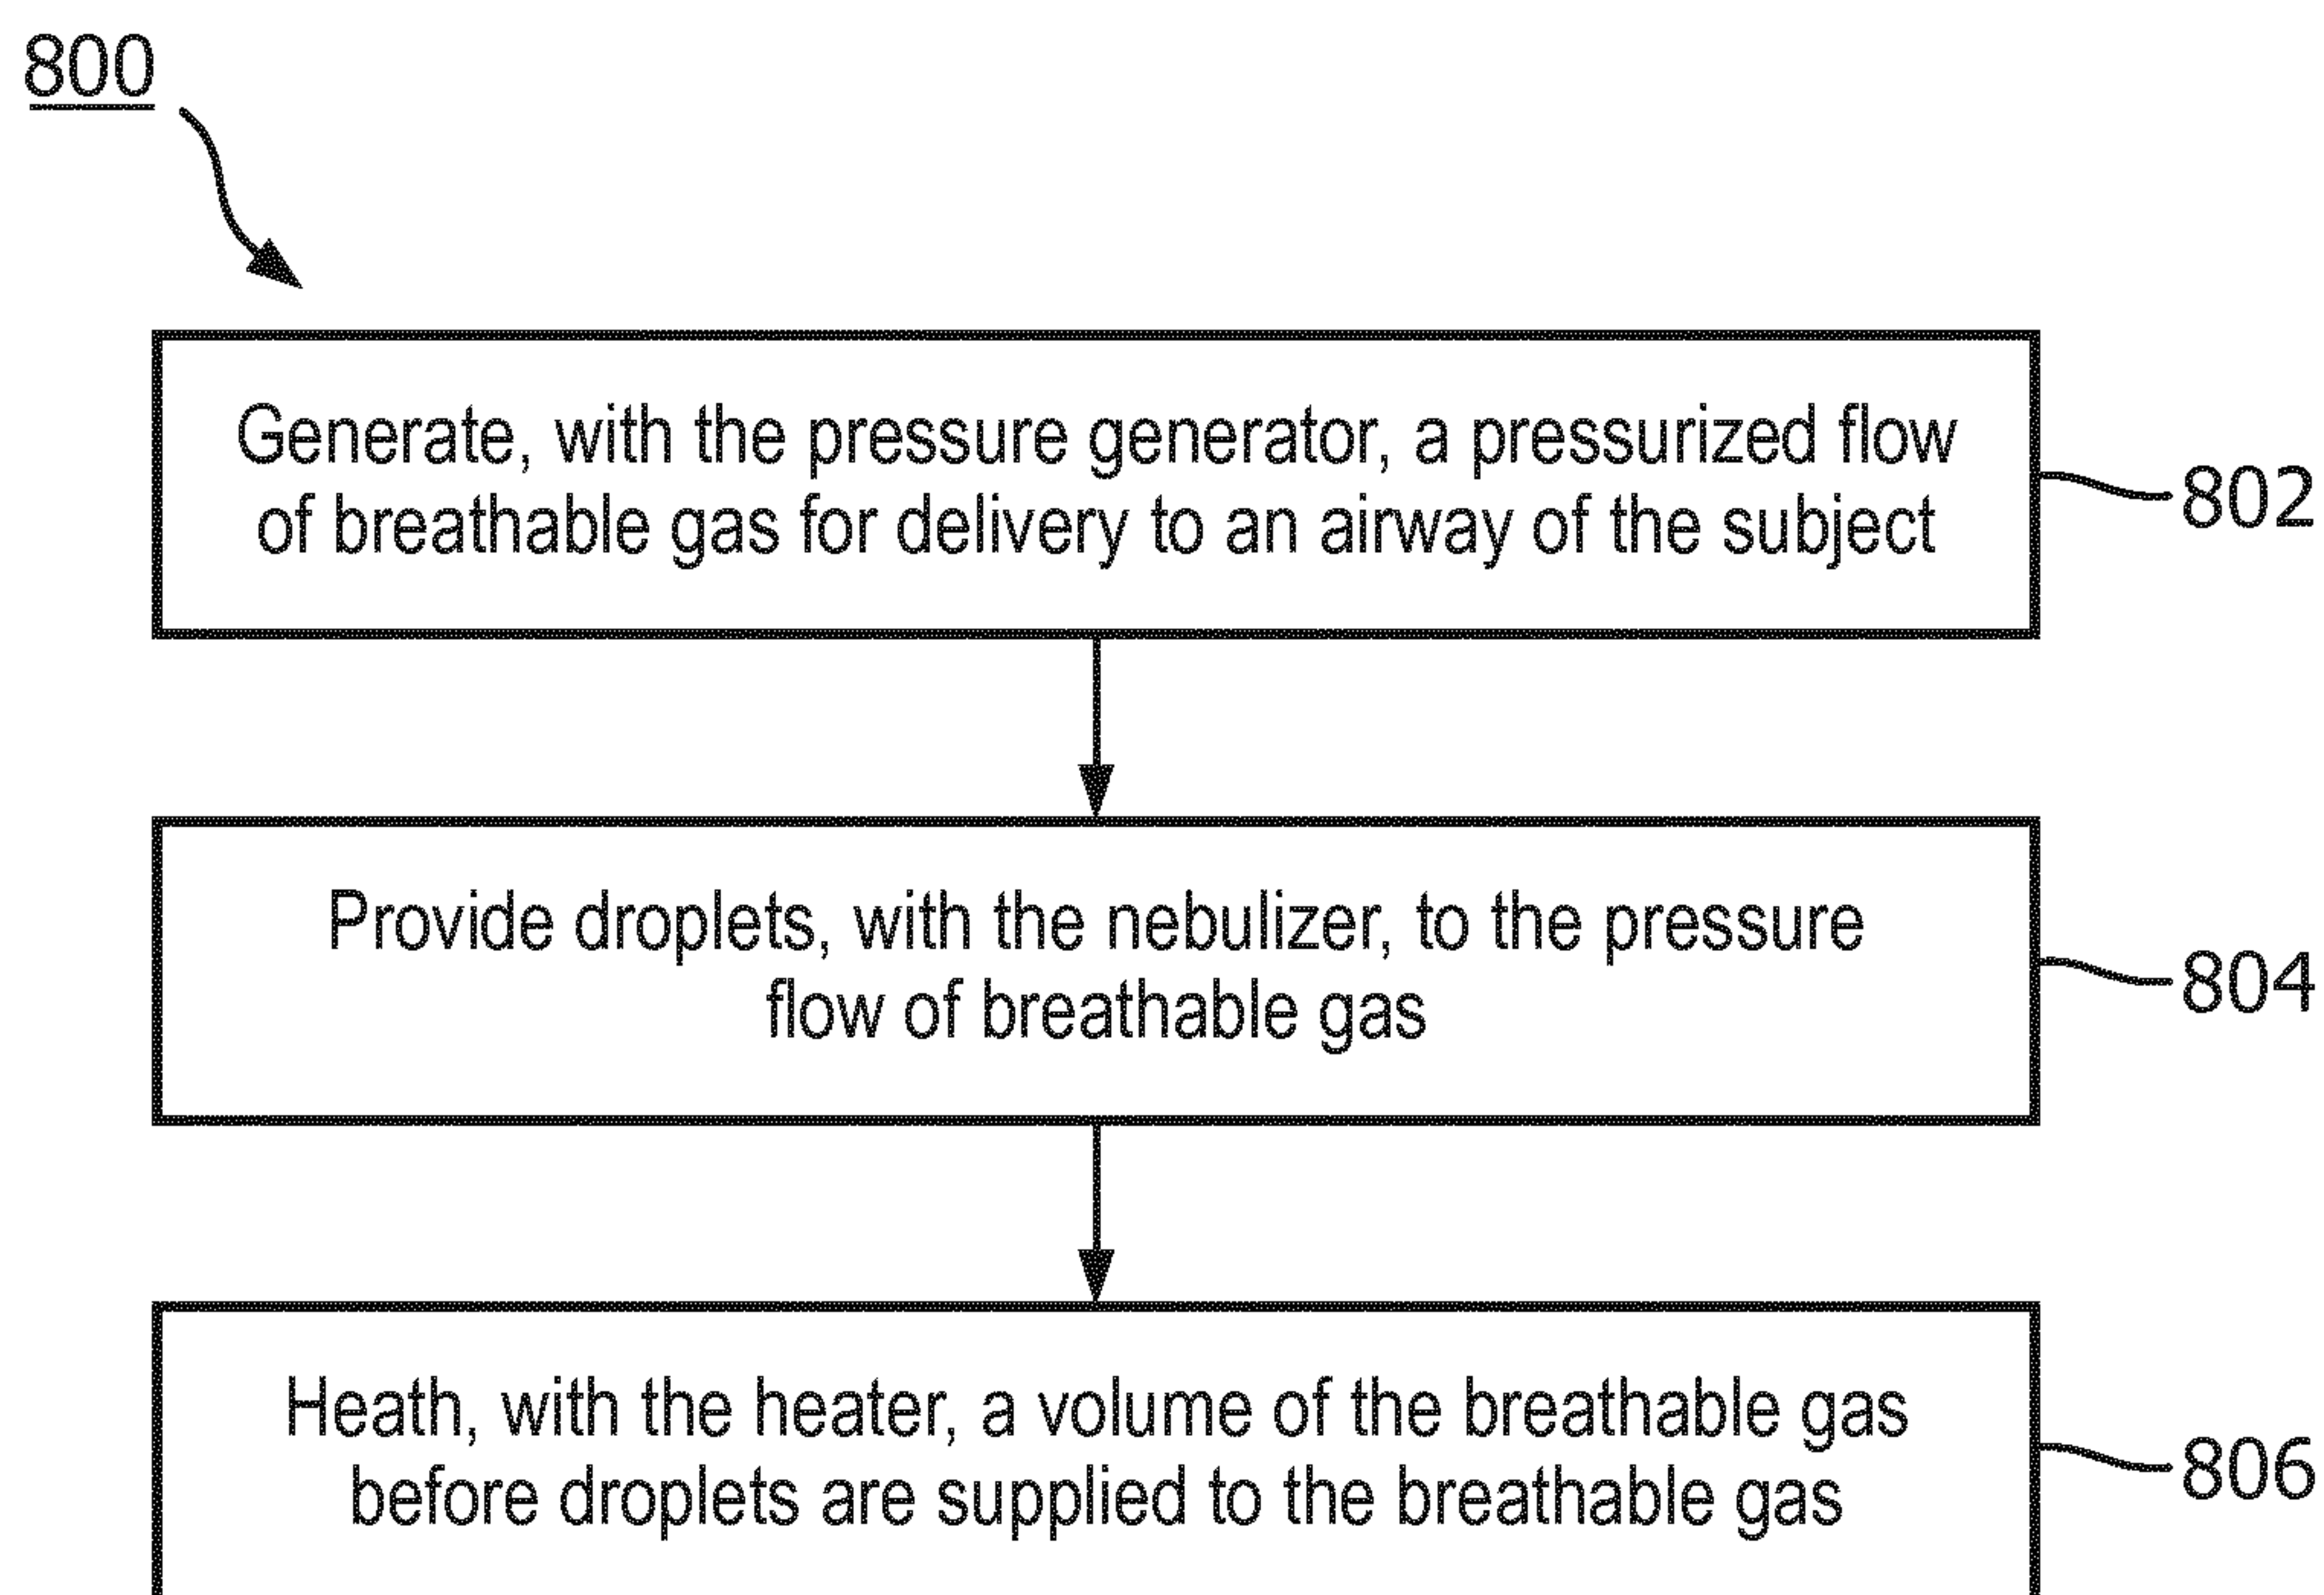 800
Generate, with the pressure generator, a pressurized flow
of breathable gas for delivery to an airway of the subject
802
Provide droplets, with the nebulizer, to the pressure
flow of breathable gas
804
Heath, with the heater, a volume of the breathable gas
before droplets are supplied to the breathable gas
806